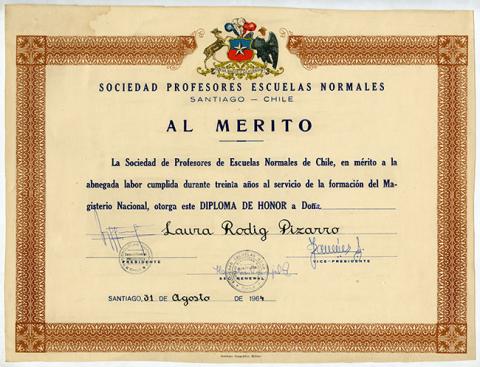 SOCIEDAD PROFESORES ESCUELAS NORMALES
SANTIAGO — CHILE
AL MERITO
La Sociedad de Profesores de Escuelas Normales de Chile, en mérito a la
abnegada labor cumplida durante treinta años al servicio de la formación del Ma-
gisterio Nacional, otorga este DIPLOMA DE HONOR a Doña
Laura Rodig Pizarro
PRESIDENTE
VICE-PRESIDENTE
SEC. GENERAL
SANTIAGO, 31 de Agosto DE 1964